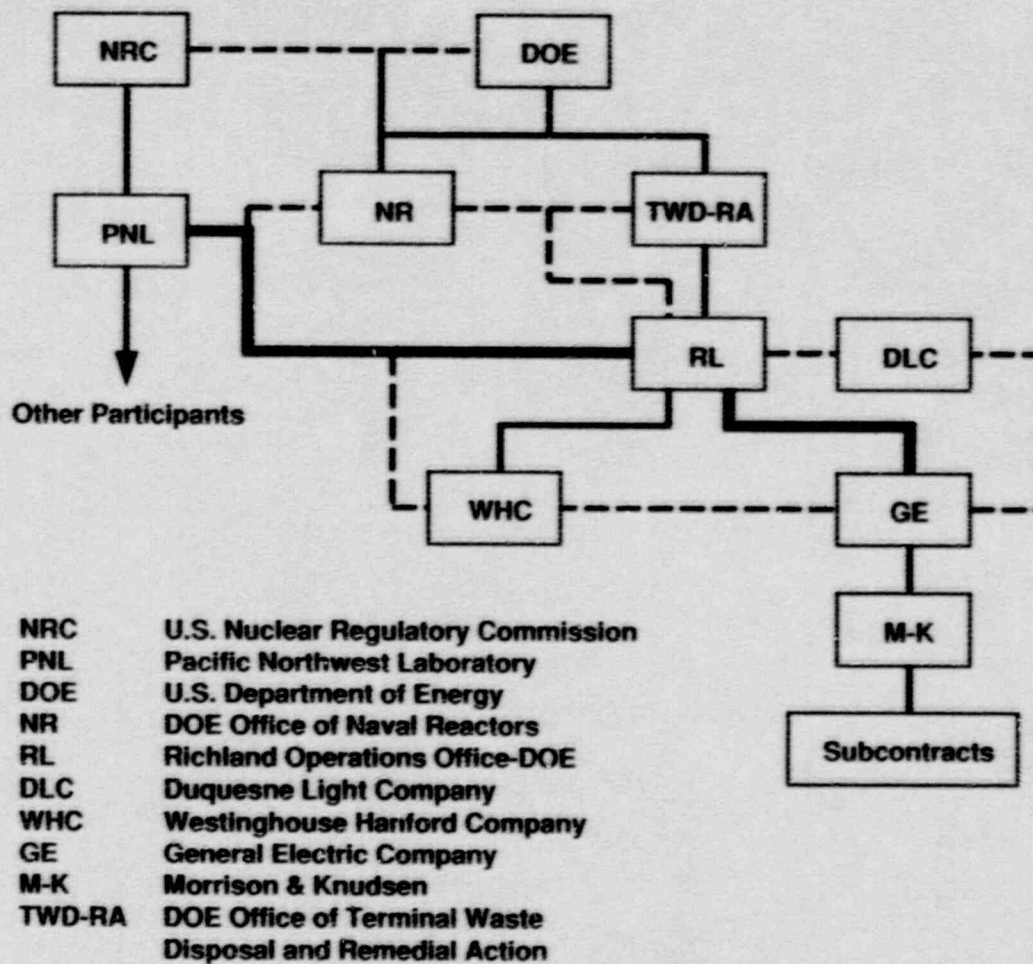 NRC
DOE
PNL
NR
TWD-RA
RL
DLC
Other Participants
WHC
GE
M-K
Subcontracts
NRC U.S. Nuclear Regulatory Commission
PNL Pacific Northwest Laboratory
DOE U.S. Department of Energy
NR DOE Office of Naval Reactors
RL Richland Operations Office-DOE
DLC Duquesne Light Company
WHC Westinghouse Hanford Company
GE General Electric Company
M-K Morrison & Knudsen
TWD-RA DOE Office of Terminal Waste
Disposal and Remedial Action